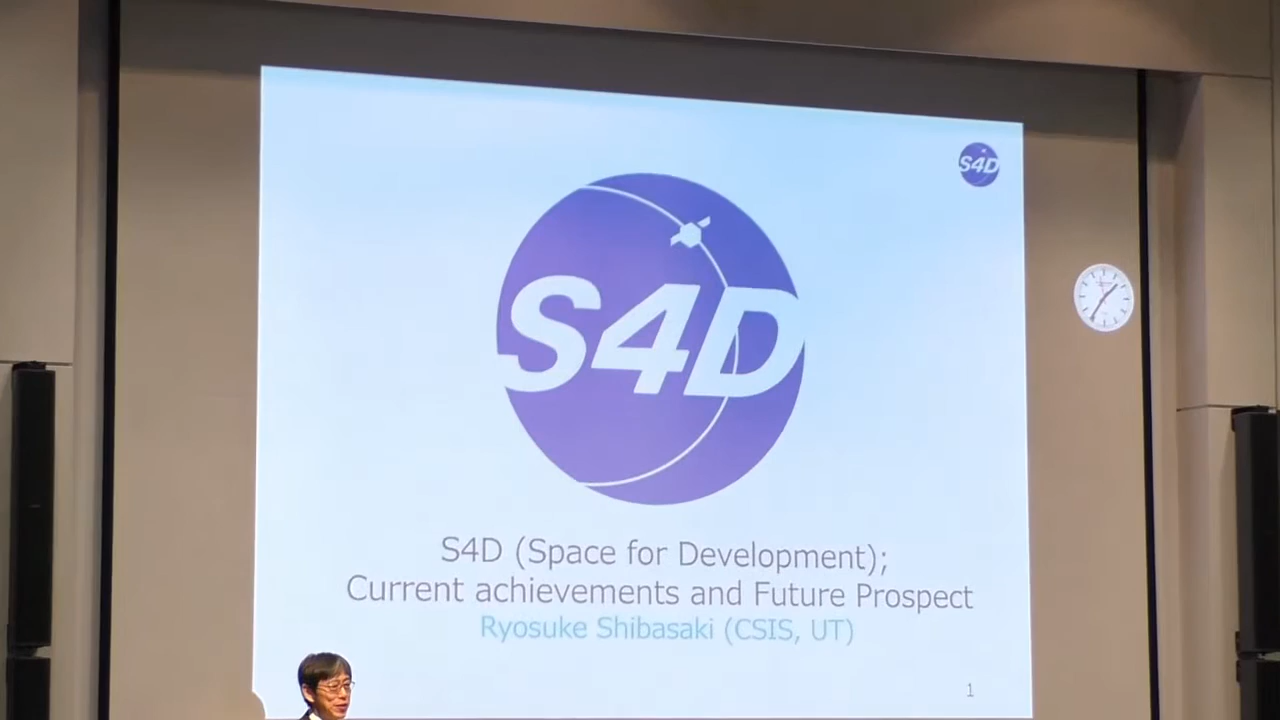 S4D
S4D
S4D (Space for Development);
Current achievements and Future Prospect
Ryosuke Shibasaki (CSIS, UT)
1